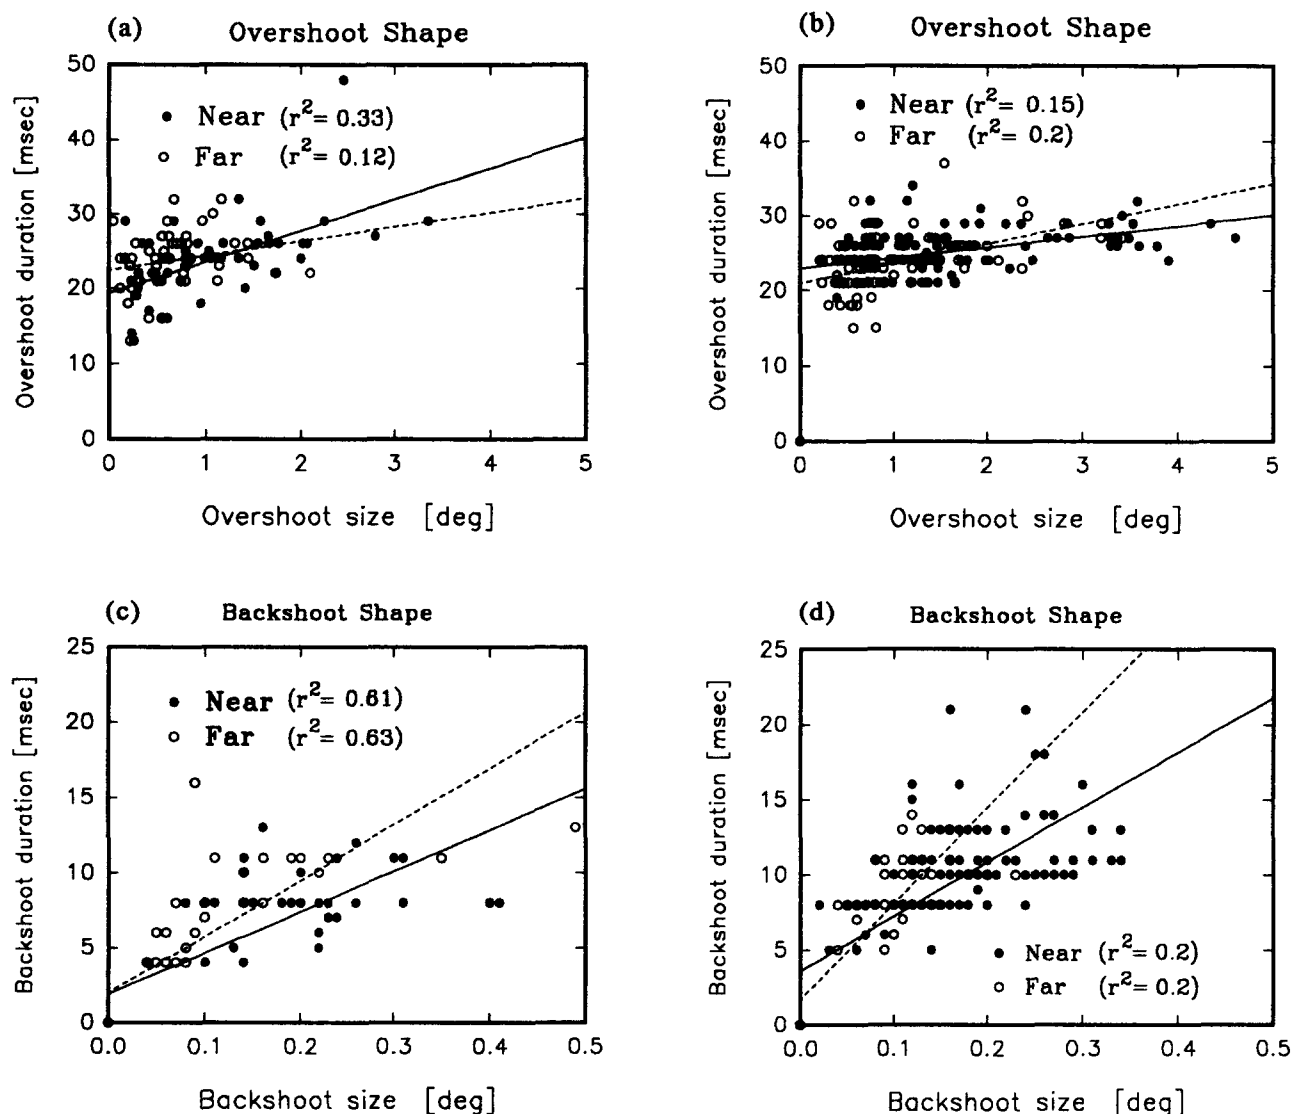 (a) Overshoot Shape
50
40
30
20
10
0
Overshoot duration [msec]
Near (r²= 0.33)
Far (r²= 0.12)
0 1 2 3 4 5
Overshoot size [deg]
(b) Overshoot Shape
50
40
30
20
10
0
Overshoot duration [msec]
Near (r²= 0.15)
Far (r²= 0.2)
0 1 2 3 4 5
Overshoot size [deg]
(c) Backshoot Shape
25
20
15
10
5
0
Backshoot duration [msec]
Near (r²= 0.61)
Far (r²= 0.63)
0.0 0.1 0.2 0.3 0.4 0.5
Backshoot size [deg]
(d) Backshoot Shape
25
20
15
10
5
0
Backshoot duration [msec]
Near (r²= 0.2)
Far (r²= 0.2)
0.0 0.1 0.2 0.3 0.4 0.5
Backshoot size [deg]